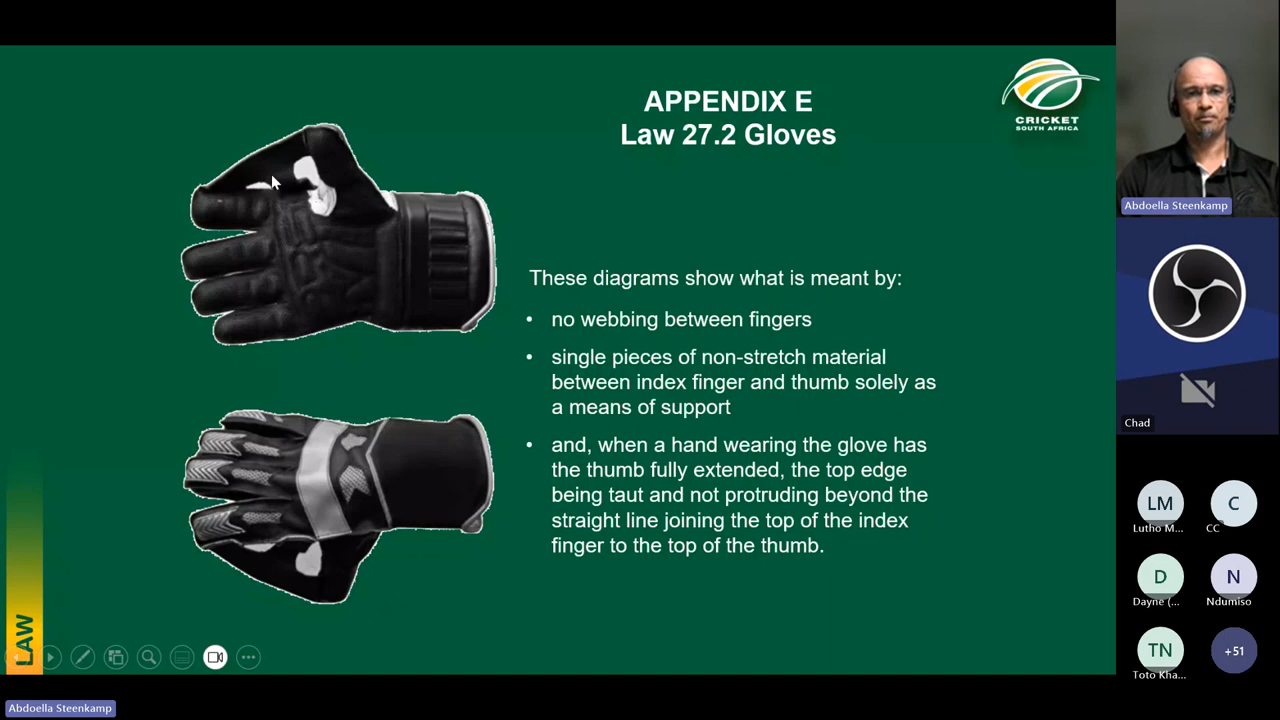 APPENDIX E
Law 27.2 Gloves
CRICKET
SOUTH AFRICA
These diagrams show what is meant by:
• no webbing between fingers
• single pieces of non-stretch material
between index finger and thumb solely as
a means of support
• and, when a hand wearing the glove has
the thumb fully extended, the top edge
being taut and not protruding beyond the
straight line joining the top of the index
finger to the top of the thumb.
LAW
Abdoella Steenkamp
Abdoella Steenkamp
Chad
LM
Lutho M...
C
CC
D
Dayne (...
N
Ndumiso
TN
Toto Kha...
+51